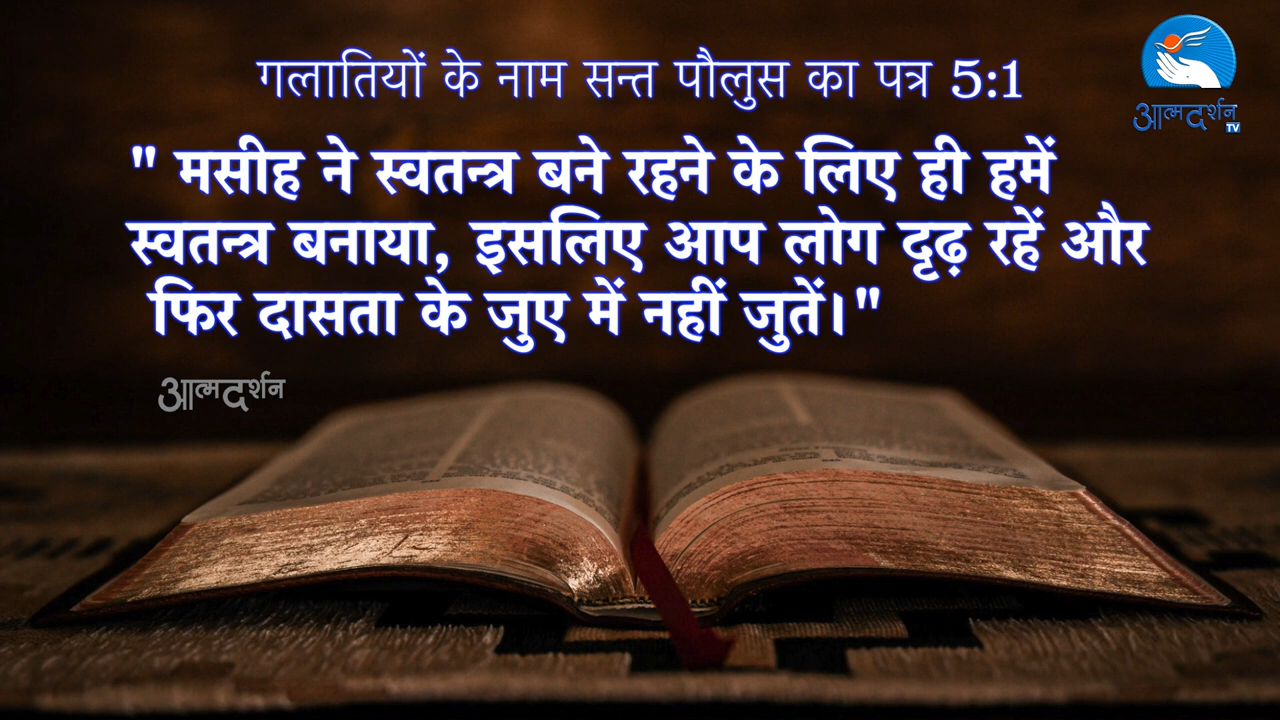 गलातियों के नाम सन्त पौलुस का पत्र 5:1
आत्मदर्शन
TV
" मसीह ने स्वतन्त्र बने रहने के लिए ही हमें
स्वतन्त्र बनाया, इसलिए आप लोग दृढ़ रहें और
फिर दासता के जुए में नहीं जुतें।"
आत्मदर्शन